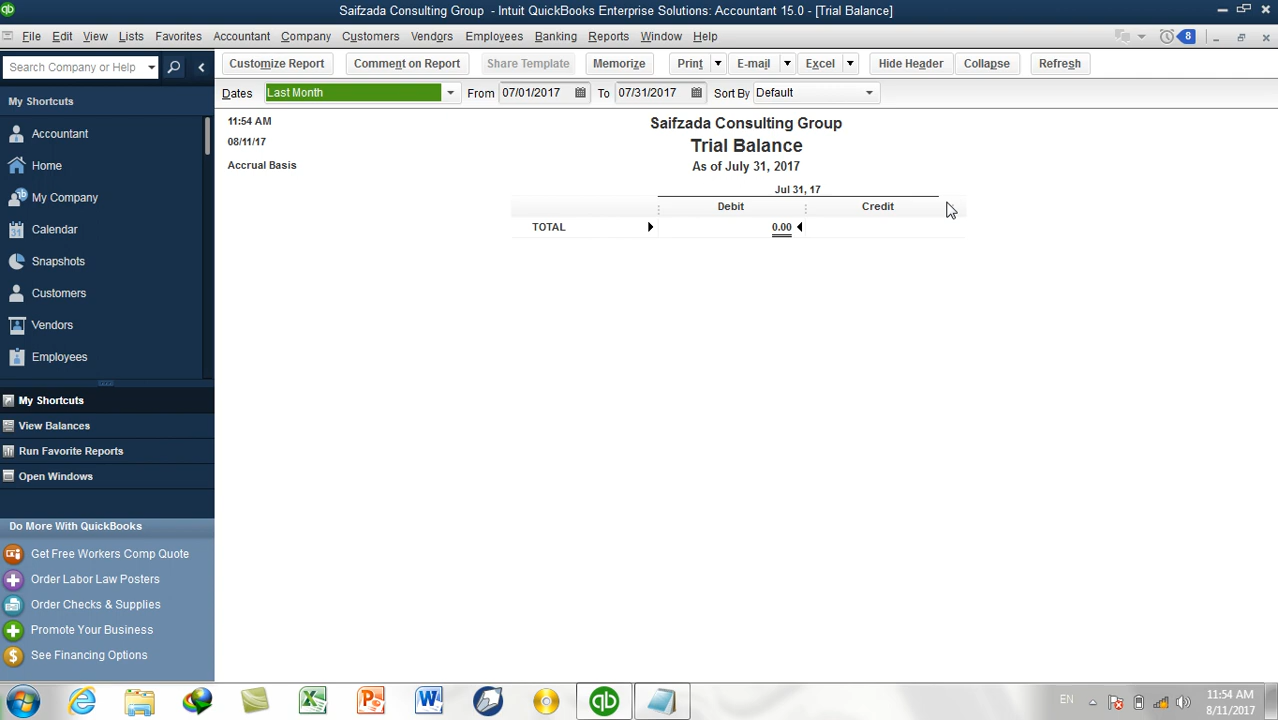 Saifzada Consulting Group - Intuit QuickBooks Enterprise Solutions: Accountant 15.0 - [Trial Balance]
File Edit View Lists Favorites Accountant Company Customers Vendors Employees Banking Reports Window Help
8
Search Company or Help
Customize Report Comment on Report Share Template Memorize Print E-mail Excel Hide Header Collapse Refresh
Dates Last Month From 07/01/2017 To 07/31/2017 Sort By Default
My Shortcuts
Accountant
Home
My Company
Calendar
Snapshots
Customers
Vendors
Employees
My Shortcuts
View Balances
Run Favorite Reports
Open Windows
Do More With QuickBooks
Get Free Workers Comp Quote
Order Labor Law Posters
Order Checks & Supplies
Promote Your Business
See Financing Options
11:54 AM
08/11/17
Accrual Basis
Saifzada Consulting Group
Trial Balance
As of July 31, 2017
Jul 31, 17
Debit Credit
TOTAL 0.00
EN
11:54 AM
8/11/2017